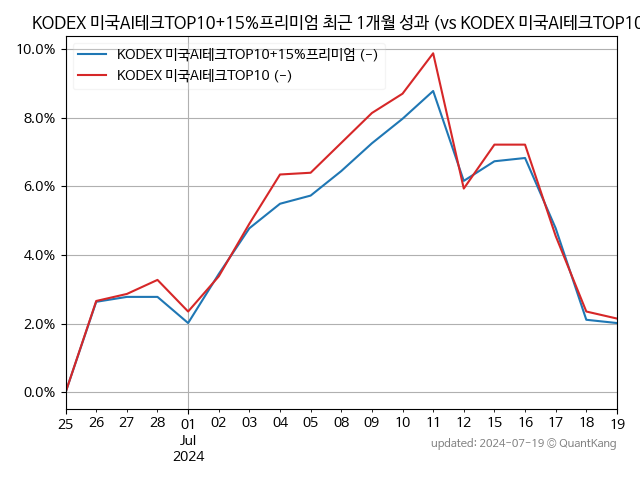 KODEX 미국AI테크TOP10+15%프리미엄 최근 1개월 성과 (vs KODEX 미국AI테크TOP10
10.0%
8.0%
6.0%
4.0%
2.0%
0.0%
KODEX 미국AI테크TOP10+15%프리미엄 (-)
KODEX 미국AI테크TOP10 (-)
25 26 27 28 01 02 03 04 05 08 09 10 11 12 15 16 17 18 19
Jul
2024
updated: 2024-07-19 © QuantKang